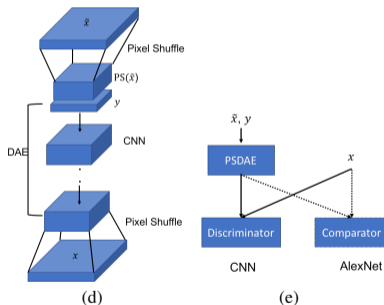 x̃
Pixel Shuffle
PS(x̃)
y
DAE
CNN
Pixel Shuffle
x
(d)
x̃, y
PSDAE
x
Discriminator
Comparator
CNN
AlexNet
(e)